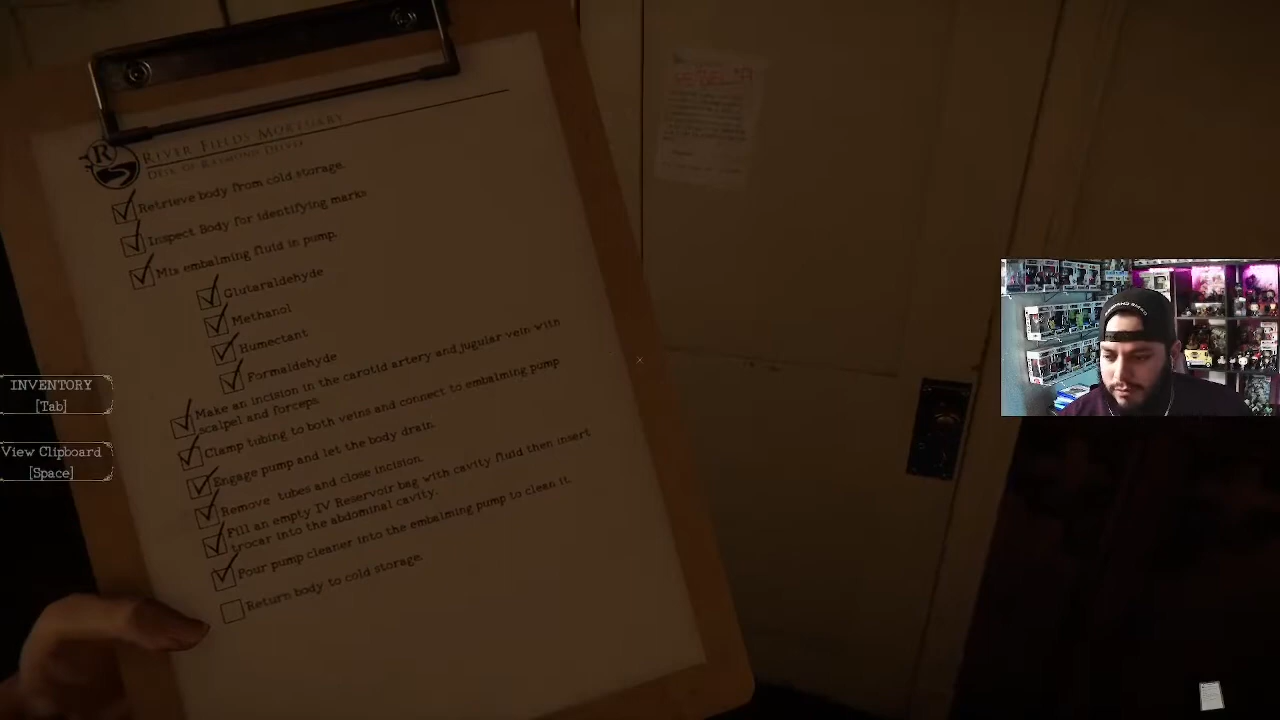 RIVER FIELDS MORTUARY
DESK OF RAYMOND DELVER
Retrieve body from cold storage.
Inspect Body for identifying marks
Mix embalming fluid in pump.
Glutaraldehyde
Methanol
Humectant
Formaldehyde
Make an incision in the carotid artery and jugular vein with
scalpel and forceps.
Clamp tubing to both veins and connect to embalming pump
Engage pump and let the body drain.
Remove tubes and close incision.
Fill an empty IV Reservoir bag with cavity fluid then insert
trocar into the abdominal cavity.
Pour pump cleaner into the embalming pump to clean it.
Return body to cold storage.
INVENTORY
[Tab]
View Clipboard
[Space]